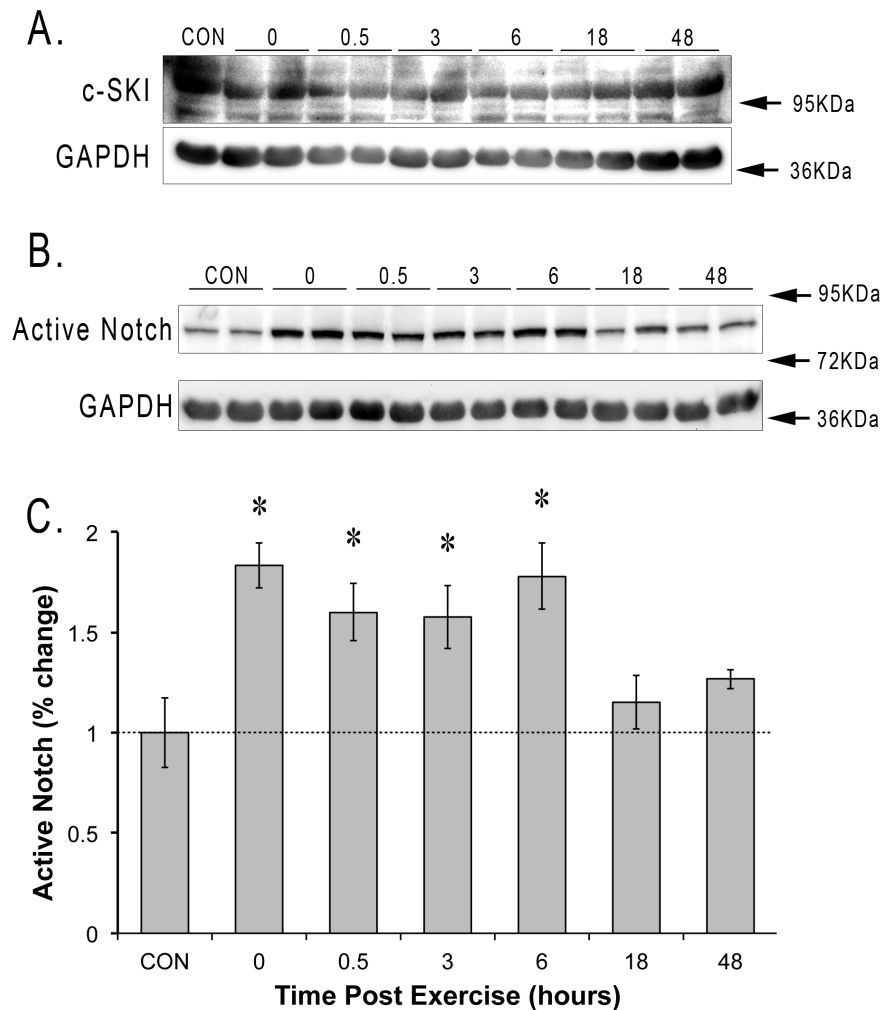 A.
CON 0 0.5 3 6 18 48
c-SKI
95KDa
GAPDH
36KDa
B.
CON 0 0.5 3 6 18 48
95KDa
Active Notch
72KDa
GAPDH
36KDa
C.
* * * *
2
1.5
1
0.5
0
Active Notch (% change)
CON 0 0.5 3 6 18 48
Time Post Exercise (hours)